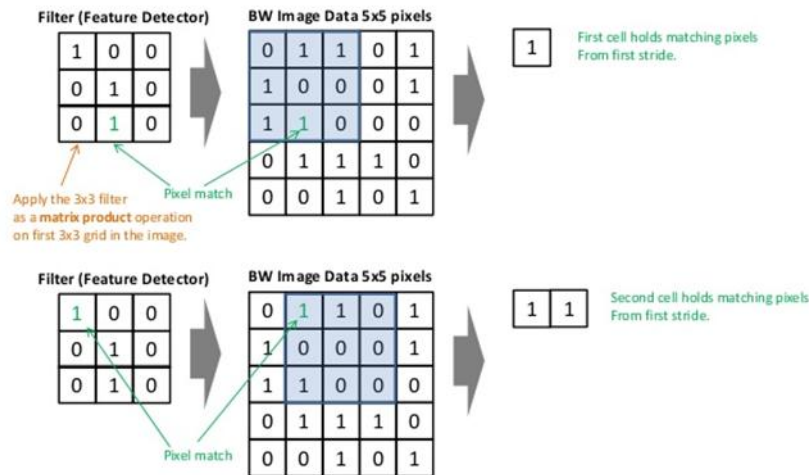 Filter (Feature Detector)
1 0 0
0 1 0
0 1 0
Apply the 3x3 filter
as a matrix product operation
on first 3x3 grid in the image.
Pixel match
BW Image Data 5x5 pixels
0 1 1 0 1
1 0 0 0 1
1 1 0 0 0
0 1 1 1 0
0 0 1 0 1
1
First cell holds matching pixels
From first stride.
Filter (Feature Detector)
1 0 0
0 1 0
0 1 0
Pixel match
BW Image Data 5x5 pixels
0 1 1 0 1
1 0 0 0 1
1 1 0 0 0
0 1 1 1 0
0 0 1 0 1
1 1
Second cell holds matching pixels
From first stride.